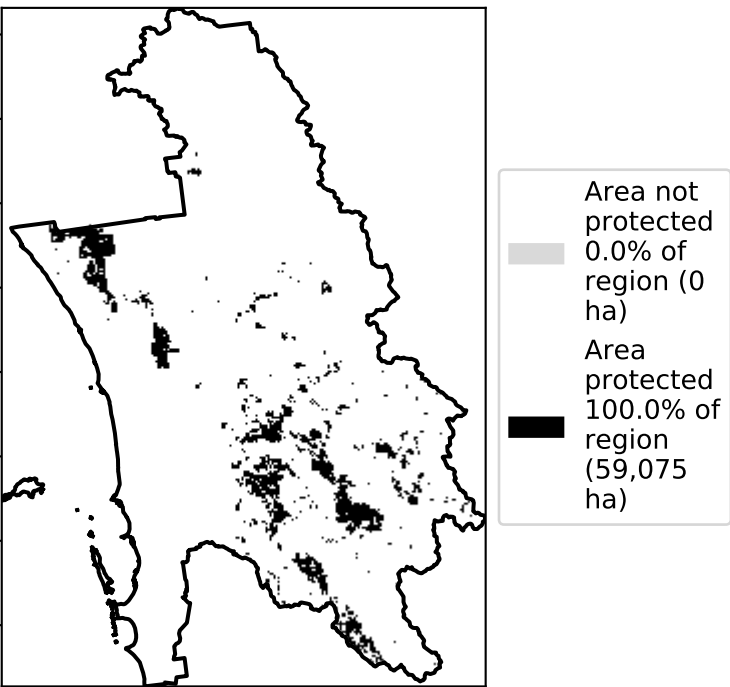 Area not
protected
0.0% of
region (0
ha)
Area
protected
100.0% of
region
(59,075
ha)